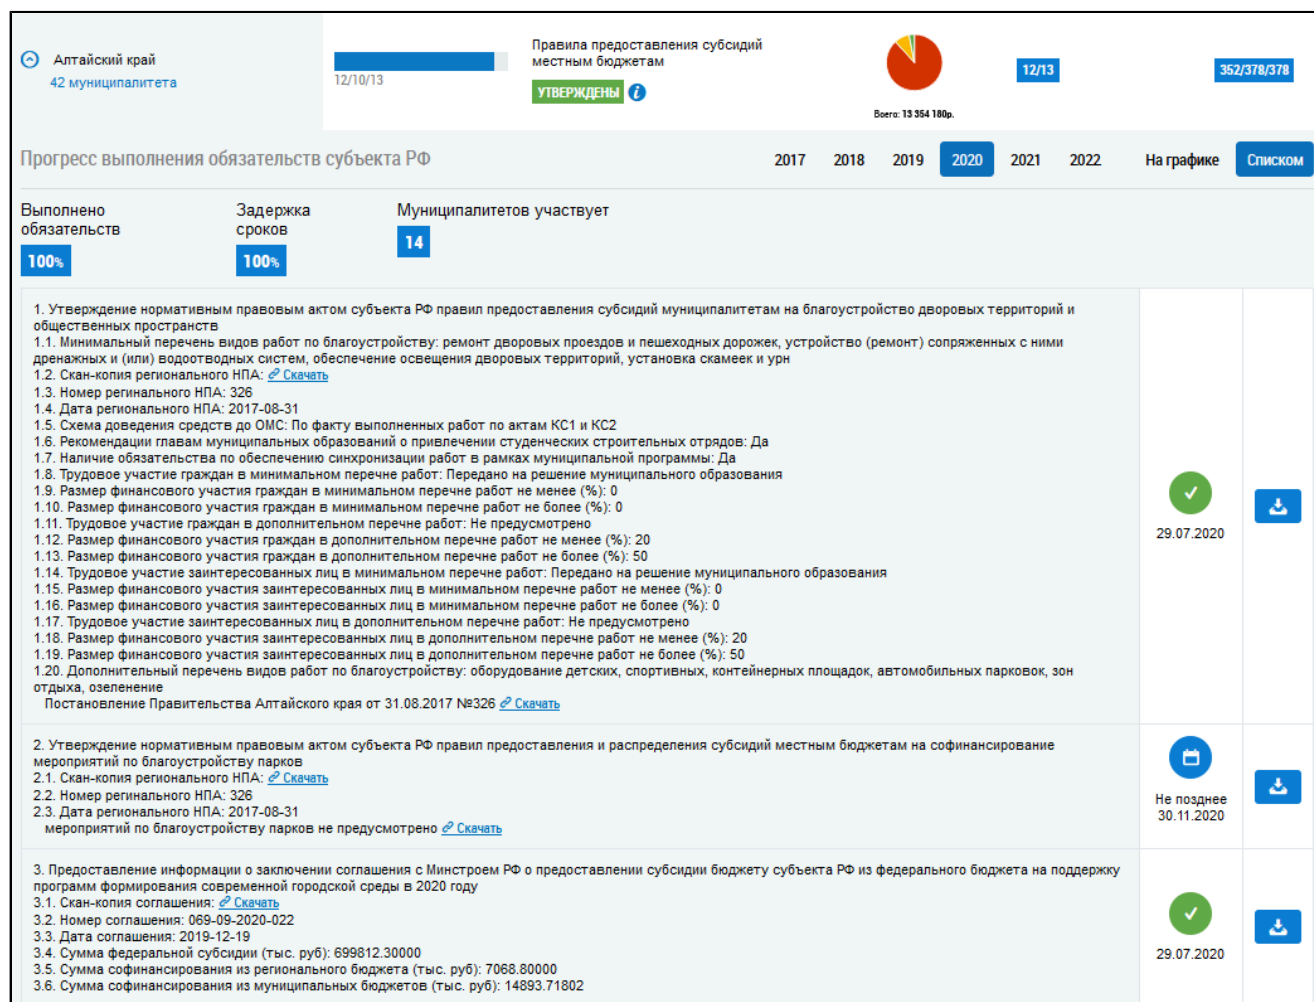 Алтайский край
42 муниципалитета
12/10/13
Правила предоставления субсидий
местным бюджетам
УТВЕРЖДЕНЫ i
Всего: 13 354 180р.
12/13
352/378/378
Прогресс выполнения обязательств субъекта РФ
2017 2018 2019 2020 2021 2022 На графике Списком
Выполнено
обязательств
100%
Задержка
сроков
100%
Муниципалитетов участвует
14
1. Утверждение нормативным правовым актом субъекта РФ правил предоставления субсидий муниципалитетам на благоустройство дворовых территорий и
общественных пространств
1.1. Минимальный перечень видов работ по благоустройству: ремонт дворовых проездов и пешеходных дорожек, устройство (ремонт) сопряженных с ними
дренажных и (или) водоотводных систем, обеспечение освещения дворовых территорий, установка скамеек и урн
1.2. Скан-копия регионального НПА: Скачать
1.3. Номер регинального НПА: 326
1.4. Дата регионального НПА: 2017-08-31
1.5. Схема доведения средств до ОМС: По факту выполненных работ по актам КС1 и КС2
1.6. Рекомендации главам муниципальных образований о привлечении студенческих строительных отрядов: Да
1.7. Наличие обязательства по обеспечению синхронизации работ в рамках муниципальной программы: Да
1.8. Трудовое участие граждан в минимальном перечне работ: Передано на решение муниципального образования
1.9. Размер финансового участия граждан в минимальном перечне работ не менее (%): 0
1.10. Размер финансового участия граждан в минимальном перечне работ не более (%): 0
1.11. Трудовое участие граждан в дополнительном перечне работ: Не предусмотрено
1.12. Размер финансового участия граждан в дополнительном перечне работ не менее (%): 20
1.13. Размер финансового участия граждан в дополнительном перечне работ не более (%): 50
1.14. Трудовое участие заинтересованных лиц в минимальном перечне работ: Передано на решение муниципального образования
1.15. Размер финансового участия заинтересованных лиц в минимальном перечне работ не менее (%): 0
1.16. Размер финансового участия заинтересованных лиц в минимальном перечне работ не более (%): 0
1.17. Трудовое участие заинтересованных лиц в дополнительном перечне работ: Не предусмотрено
1.18. Размер финансового участия заинтересованных лиц в дополнительном перечне работ не менее (%): 20
1.19. Размер финансового участия заинтересованных лиц в дополнительном перечне работ не более (%): 50
1.20. Дополнительный перечень видов работ по благоустройству: оборудование детских, спортивных, контейнерных площадок, автомобильных парковок, зон
отдыха, озеленение
Постановление Правительства Алтайского края от 31.08.2017 №326 Скачать
29.07.2020
2. Утверждение нормативным правовым актом субъекта РФ правил предоставления и распределения субсидий местным бюджетам на софинансирование
мероприятий по благоустройству парков
2.1. Скан-копия регионального НПА: Скачать
2.2. Номер регинального НПА: 326
2.3. Дата регионального НПА: 2017-08-31
мероприятий по благоустройству парков не предусмотрено Скачать
Не позднее
30.11.2020
3. Предоставление информации о заключении соглашения с Минстроем РФ о предоставлении субсидии бюджету субъекта РФ из федерального бюджета на поддержку
программ формирования современной городской среды в 2020 году
3.1. Скан-копия соглашения: Скачать
3.2. Номер соглашения: 069-09-2020-022
3.3. Дата соглашения: 2019-12-19
3.4. Сумма федеральной субсидии (тыс. руб): 699812.30000
3.5. Сумма софинансирования из регионального бюджета (тыс. руб): 7068.80000
3.6. Сумма софинансирования из муниципальных бюджетов (тыс. руб): 14893.71802
29.07.2020